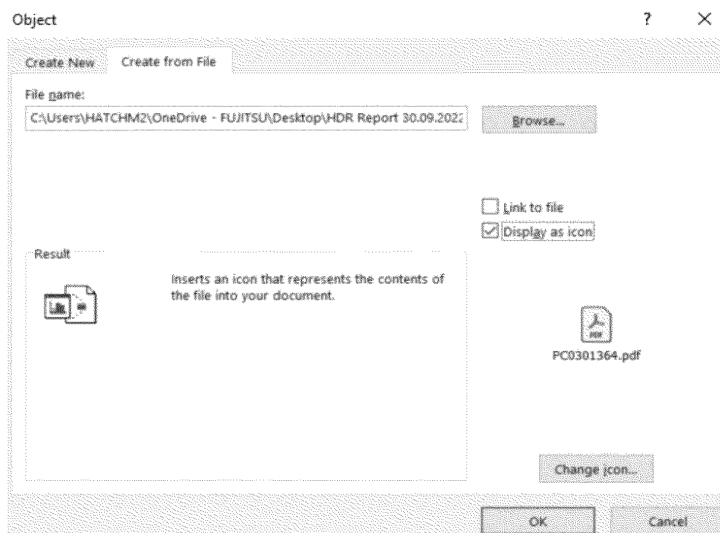 Object ? X
Create New Create from File
File name:
C:\Users\HATCHM2\OneDrive - FUJITSU\Desktop\HDR Report 30.09.2022
Browse...
Link to file
Display as icon
Result
Inserts an icon that represents the contents of
the file into your document.
PDF
PC0301364.pdf
Change icon...
OK Cancel